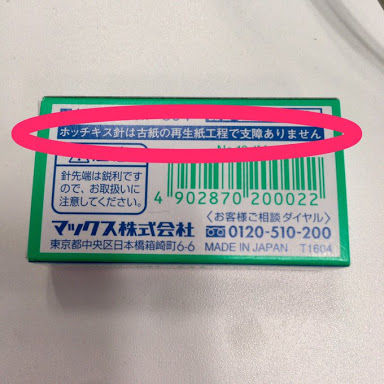 ホッチキス針は古紙の再生紙工程で支障ありません
針先端は鋭利です
ので、お取扱いに
注意してください。
4 902870 200022
〈お客様ご相談ダイヤル〉
マックス株式会社
0120-510-200
東京都中央区日本橋箱崎町6-6
MADE IN JAPAN T1604